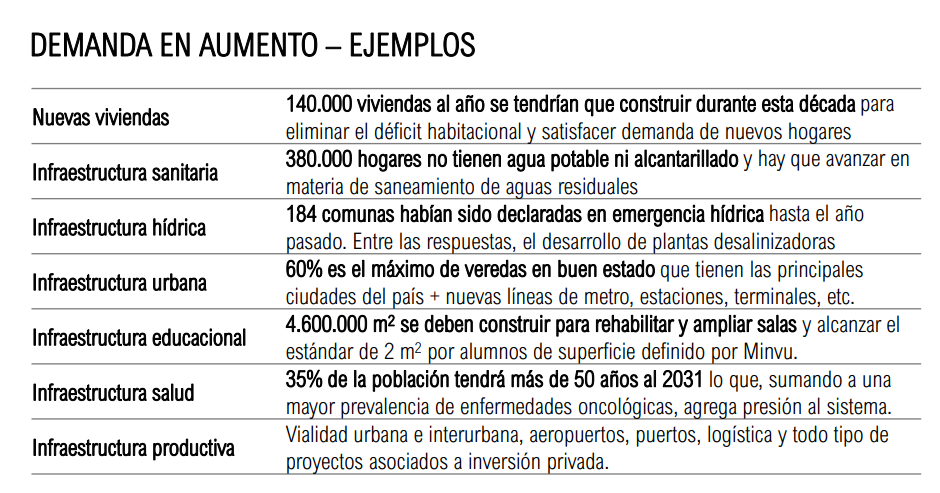 DEMANDA EN AUMENTO – EJEMPLOS
Nuevas viviendas
140.000 viviendas al año se tendrían que construir durante esta década para
eliminar el déficit habitacional y satisfacer demanda de nuevos hogares
Infraestructura sanitaria
380.000 hogares no tienen agua potable ni alcantarillado y hay que avanzar en
materia de saneamiento de aguas residuales
Infraestructura hídrica
184 comunas habían sido declaradas en emergencia hídrica hasta el año
pasado. Entre las respuestas, el desarrollo de plantas desalinizadoras
Infraestructura urbana
60% es el máximo de veredas en buen estado que tienen las principales
ciudades del país + nuevas líneas de metro, estaciones, terminales, etc.
Infraestructura educacional
4.600.000 m² se deben construir para rehabilitar y ampliar salas y alcanzar el
estándar de 2 m² por alumnos de superficie definido por Minvu.
Infraestructura salud
35% de la población tendrá más de 50 años al 2031 lo que, sumando a una
mayor prevalencia de enfermedades oncológicas, agrega presión al sistema.
Infraestructura productiva
Vialidad urbana e interurbana, aeropuertos, puertos, logística y todo tipo de
proyectos asociados a inversión privada.